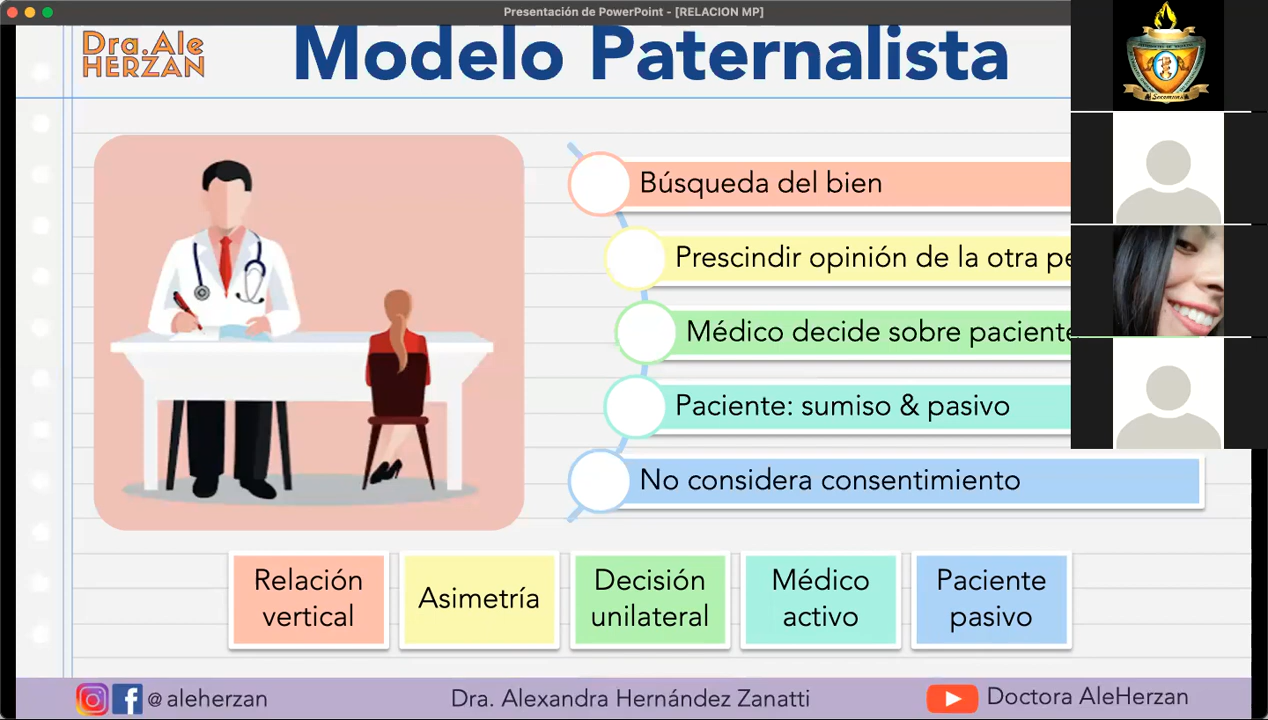 Presentación de PowerPoint - [RELACION MP]
Dra.Ale
HERZAN
Modelo Paternalista
Búsqueda del bien
Prescindir opinión de la otra pe
Médico decide sobre paciente
Paciente: sumiso & pasivo
No considera consentimiento
Relación
vertical
Asimetría
Decisión
unilateral
Médico
activo
Paciente
pasivo
@aleherzan
Dra. Alexandra Hernández Zanatti
Doctora AleHerzan